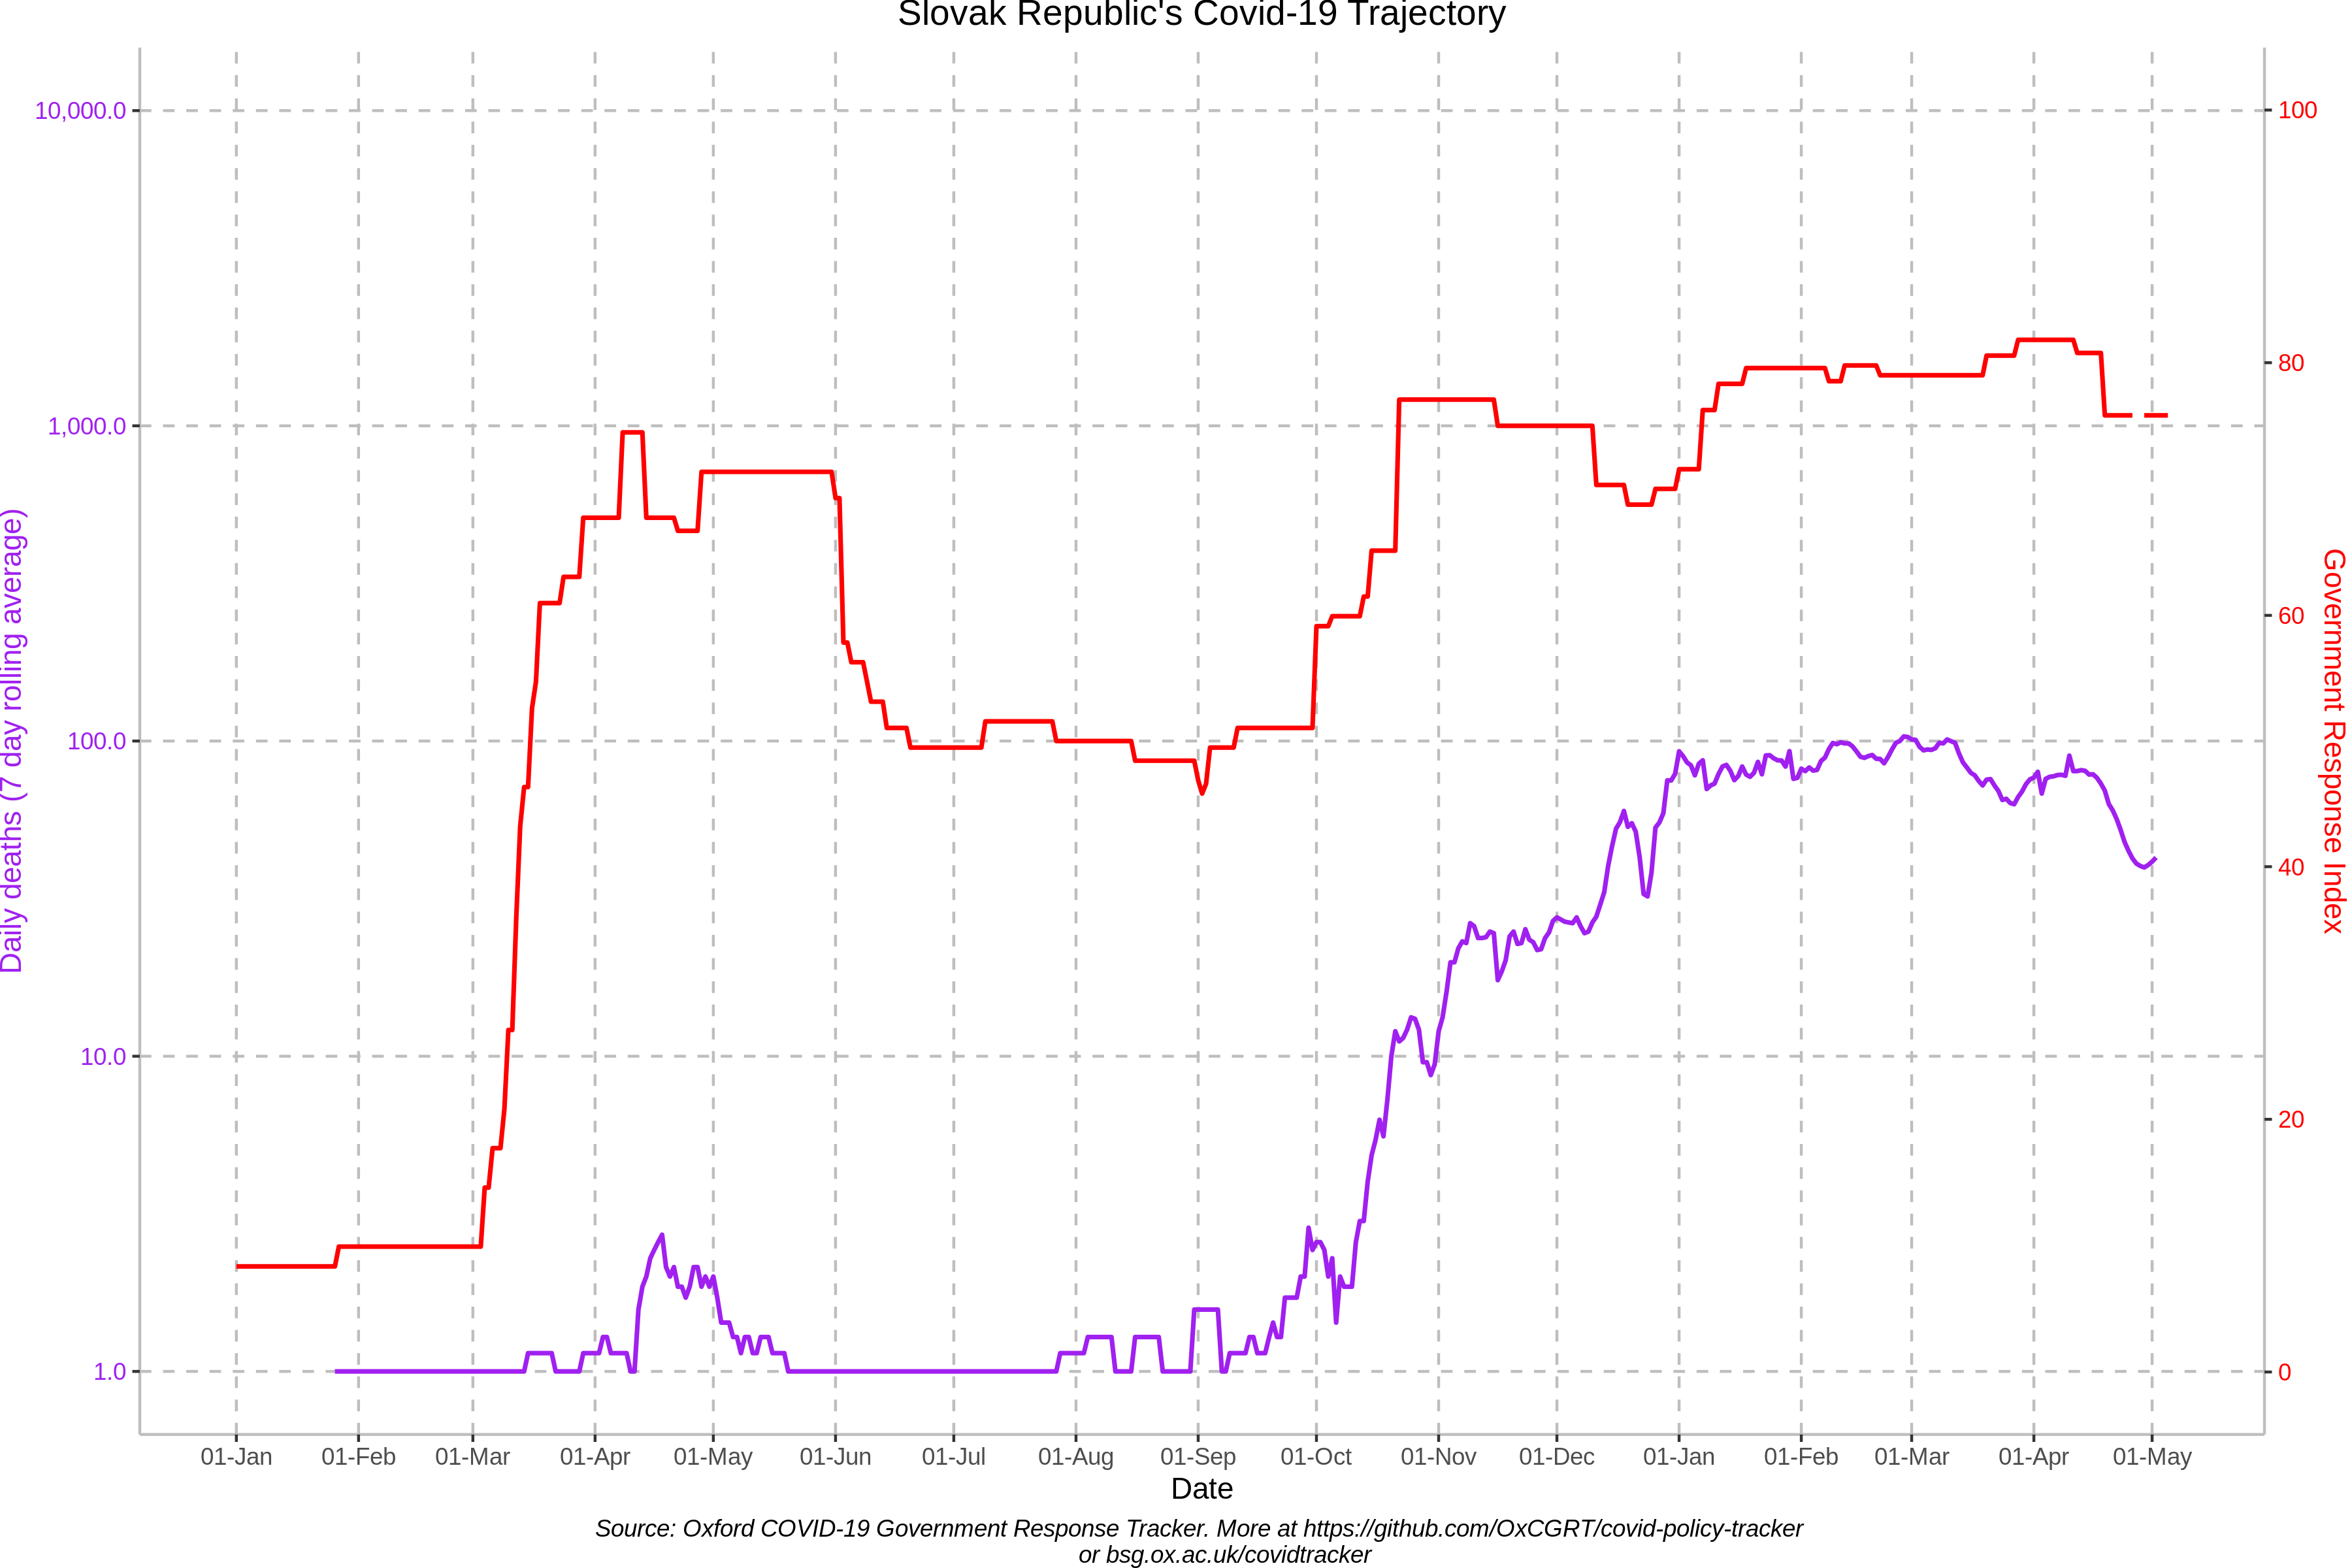 Slovak Republic's Covid-19 Trajectory
10,000.0
1,000.0
100.0
10.0
1.0
Daily deaths (7 day rolling average)
100
80
60
40
20
0
Government Response Index
01-Jan 01-Feb 01-Mar 01-Apr 01-May 01-Jun 01-Jul 01-Aug 01-Sep 01-Oct 01-Nov 01-Dec 01-Jan 01-Feb 01-Mar 01-Apr 01-May
Date
Source: Oxford COVID-19 Government Response Tracker. More at https://github.com/OxCGRT/covid-policy-tracker
or bsg.ox.ac.uk/covidtracker